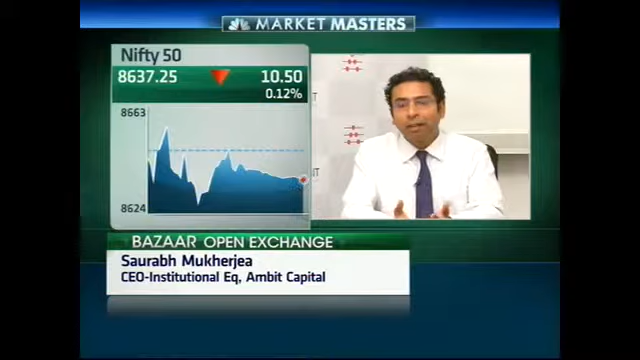 MARKET MASTERS
Nifty 50
8637.25 10.50
0.12%
8663
8624
BAZAAR OPEN EXCHANGE
Saurabh Mukherjea
CEO-Institutional Eq, Ambit Capital